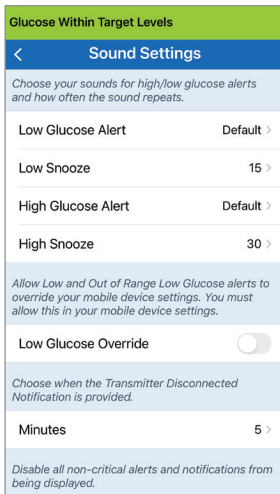 Glucose Within Target Levels
Sound Settings
Choose your sounds for high/low glucose alerts
and how often the sound repeats.
Low Glucose Alert Default >
Low Snooze 15 >
High Glucose Alert Default >
High Snooze 30 >
Allow Low and Out of Range Low Glucose alerts to
override your mobile device settings. You must
allow this in your mobile device settings.
Low Glucose Override
Choose when the Transmitter Disconnected
Notification is provided.
Minutes 5 >
Disable all non-critical alerts and notifications from
being displayed.